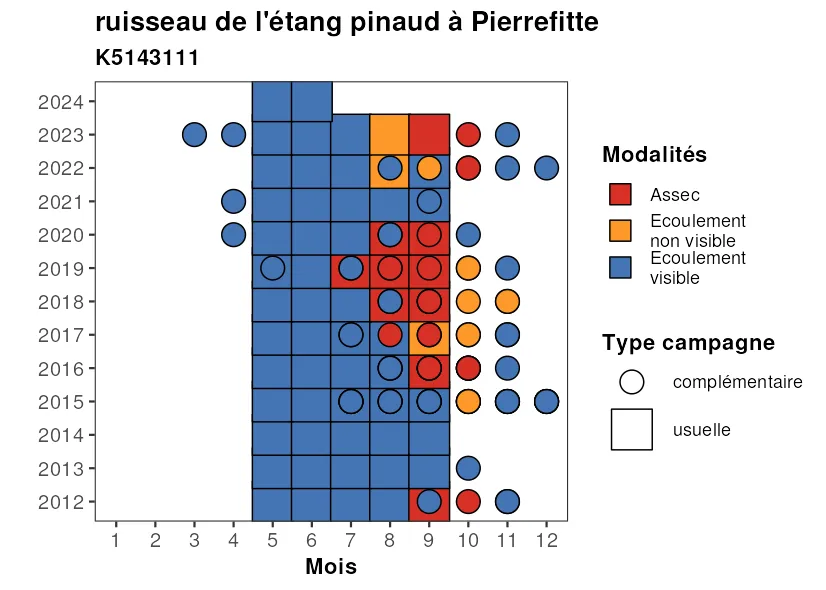 ruisseau de l'étang pinaud à Pierrefitte
K5143111
2024
2023
2022
2021
2020
2019
2018
2017
2016
2015
2014
2013
2012
1 2 3 4 5 6 7 8 9 10 11 12
Mois
Modalités
Assec
Ecoulement
non visible
Ecoulement
visible
Type campagne
complémentaire
usuelle